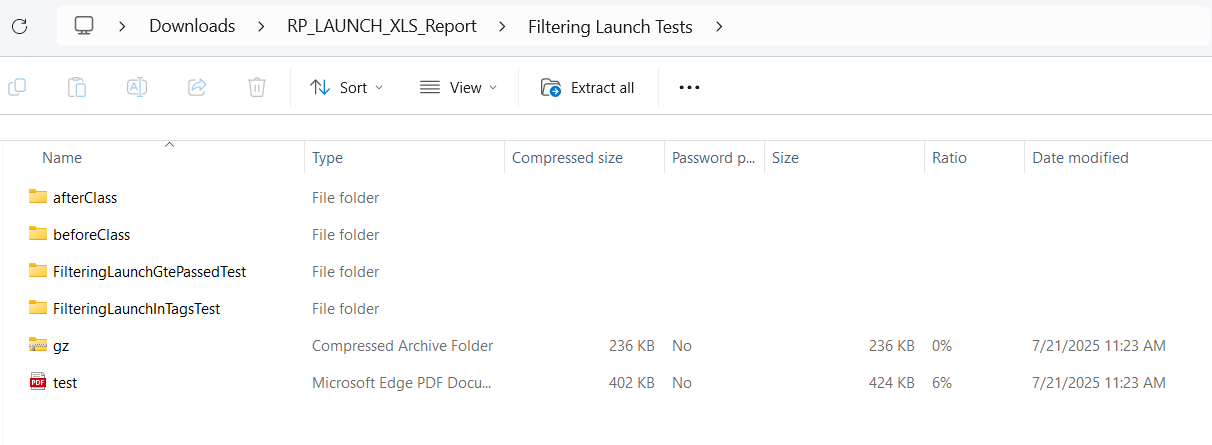 Downloads > RP_LAUNCH_XLS_Report > Filtering Launch Tests >
Sort View Extract all
Name Type Compressed size Password p... Size Ratio Date modified
afterClass File folder
beforeClass File folder
FilteringLaunchGtePassedTest File folder
FilteringLaunchInTagsTest File folder
gz Compressed Archive Folder 236 KB No 236 KB 0% 7/21/2025 11:23 AM
PDF test Microsoft Edge PDF Docu... 402 KB No 424 KB 6% 7/21/2025 11:23 AM